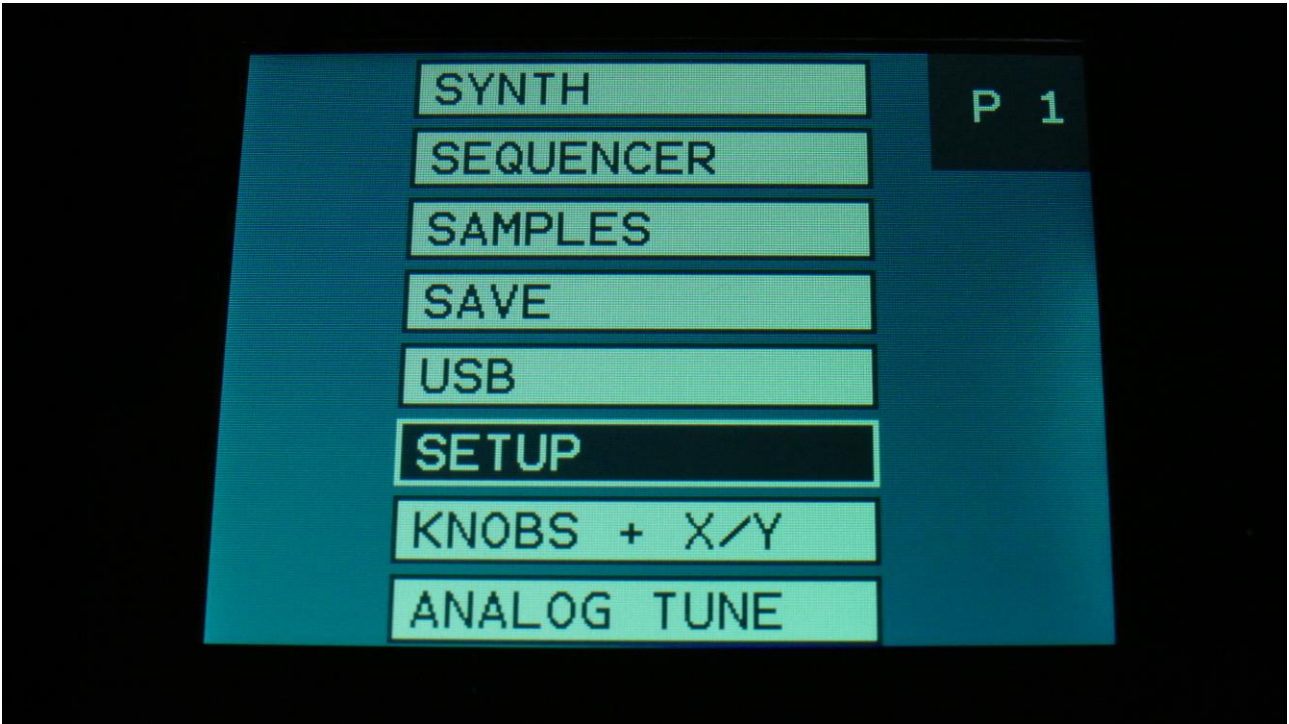 SYNTH
P 1
SEQUENCER
SAMPLES
SAVE
USB
SETUP
KNOBS + X/Y
ANALOG TUNE